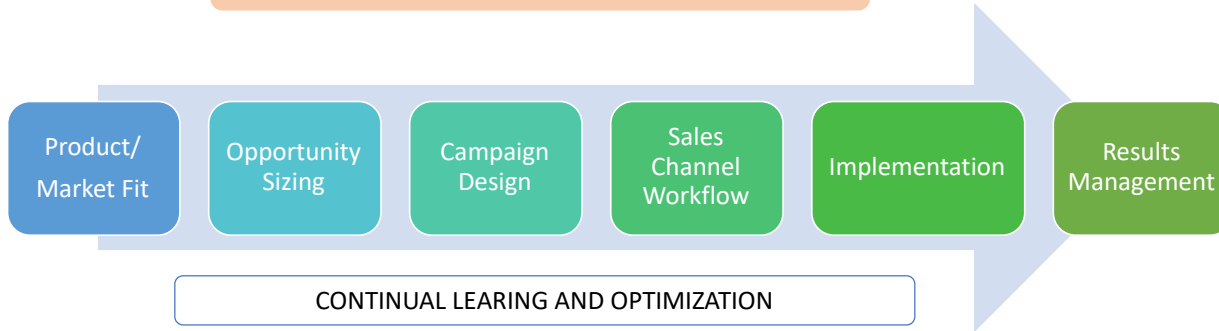 Product/
Market Fit
Opportunity
Sizing
Campaign
Design
Sales
Channel
Workflow
Implementation
Results
Management
CONTINUAL LEARING AND OPTIMIZATION